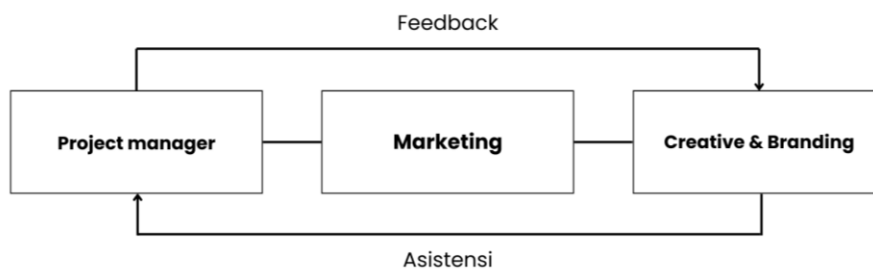 Feedback
Project manager
Marketing
Creative & Branding
Asistensi